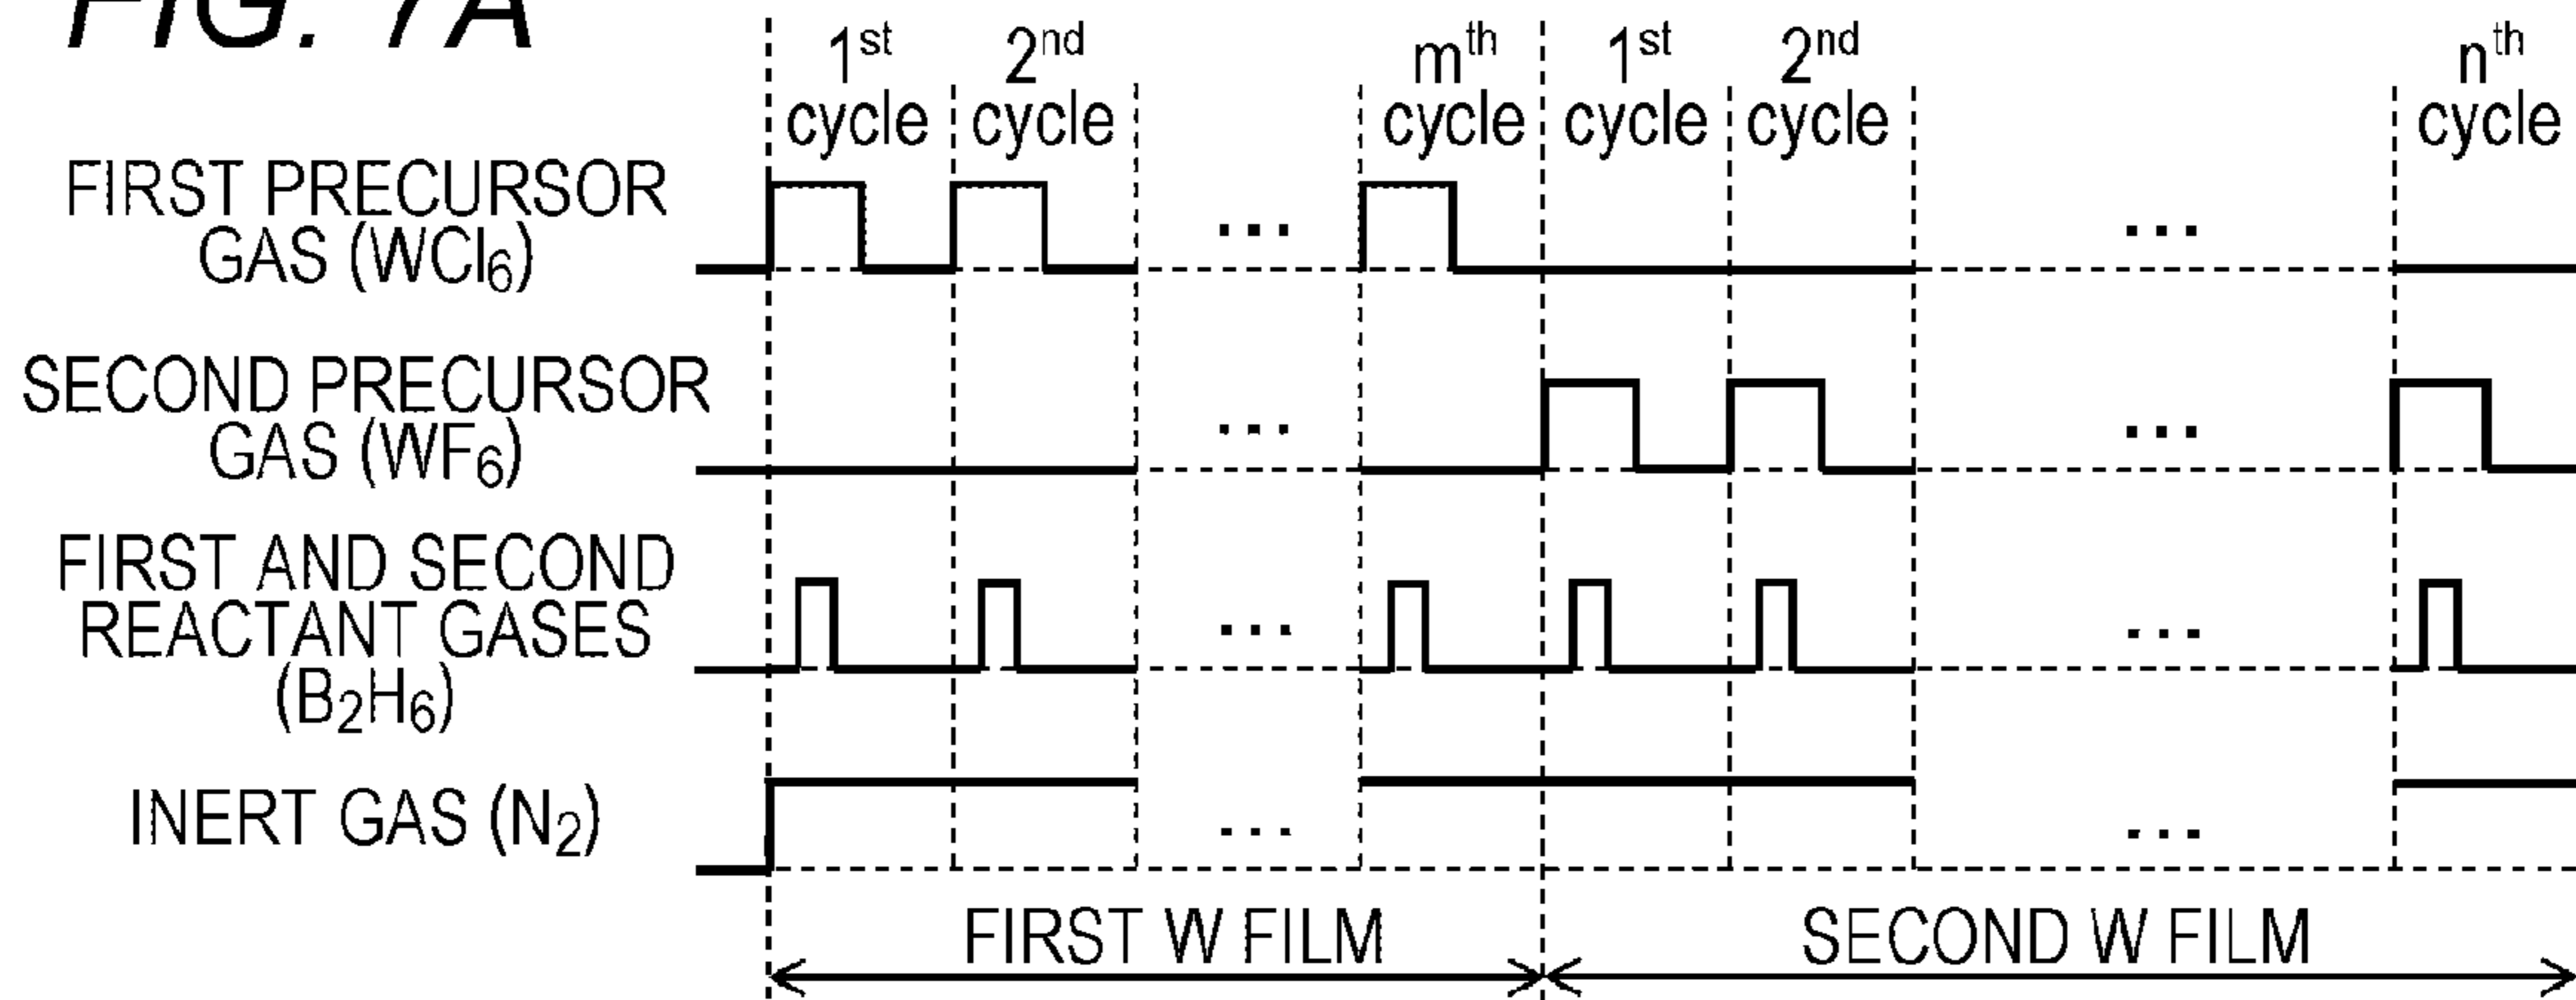 FIG. 7A
1st cycle 2nd cycle mth cycle 1st cycle 2nd cycle nth cycle
FIRST PRECURSOR
GAS (WCl6)
... ...
SECOND PRECURSOR
GAS (WF6)
... ...
FIRST AND SECOND
REACTANT GASES
(B2H6)
... ...
INERT GAS (N2)
... ...
FIRST W FILM SECOND W FILM